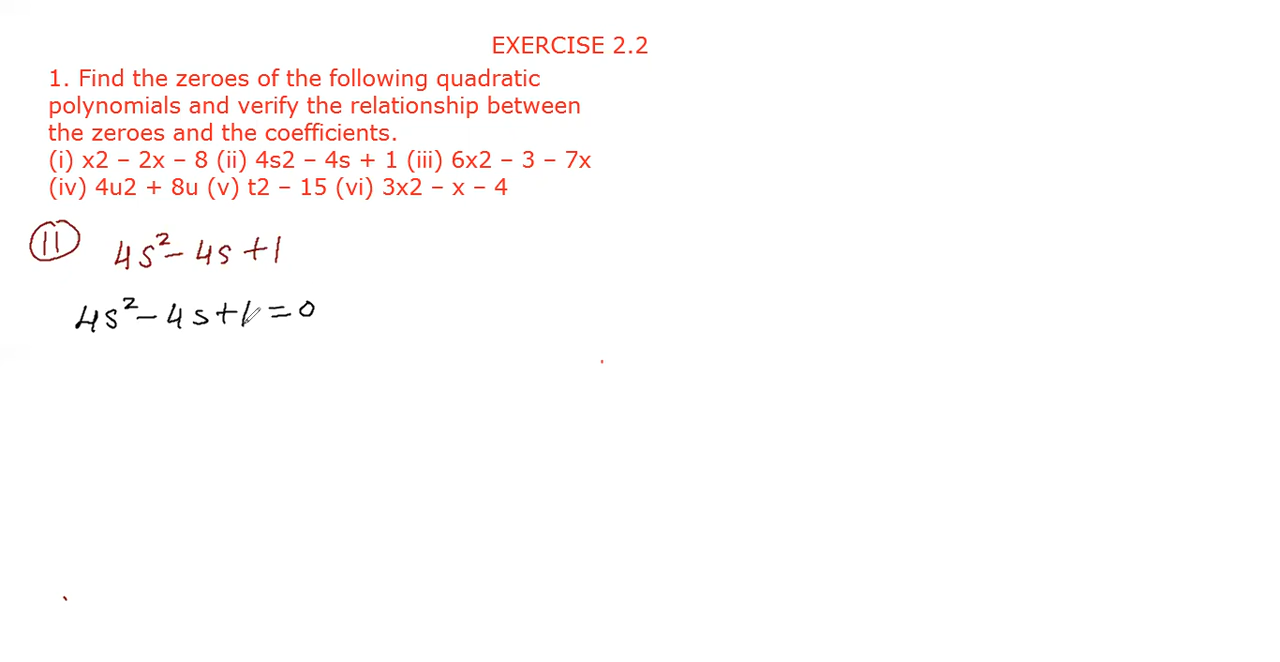 EXERCISE 2.2
1. Find the zeroes of the following quadratic
polynomials and verify the relationship between
the zeroes and the coefficients.
(i) x2 – 2x – 8 (ii) 4s2 – 4s + 1 (iii) 6x2 – 3 – 7x
(iv) 4u2 + 8u (v) t2 – 15 (vi) 3x2 – x – 4
11 4s² - 4s + 1
4s² - 4s + 1 = 0